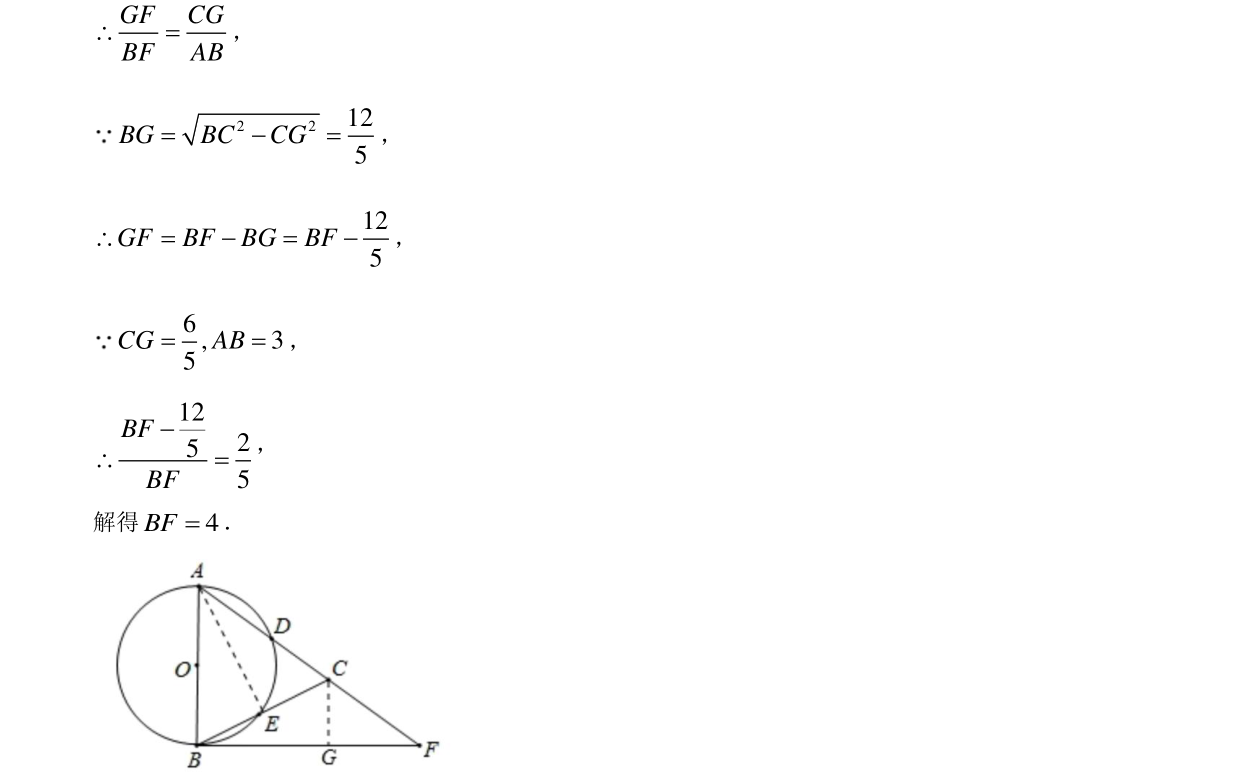 ∴ GF/BF = CG/AB ,
∵ BG = √(BC² − CG²) = 12/5 ,
∴ GF = BF − BG = BF − 12/5 ,
∵ CG = 6/5 , AB = 3 ,
∴ (BF − 12/5)/BF = 2/5 ,
解得 BF = 4 .
A
D
O
C
E
B
G
F